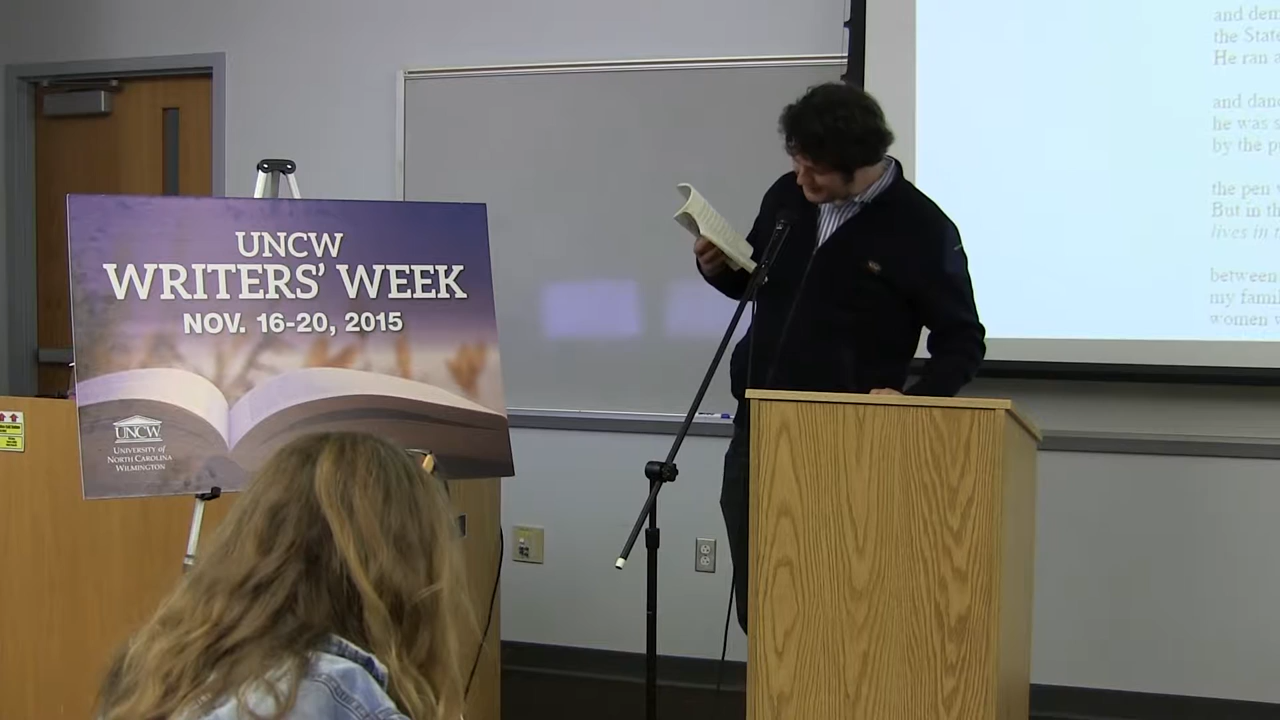 UNCW
WRITERS' WEEK
NOV. 16-20, 2015
UNCW
UNIVERSITY of
NORTH CAROLINA
WILMINGTON
and dem
the State
He ran a
and danc
he was s
by the p
the pen w
But in th
lives in t
between
my famil
women w